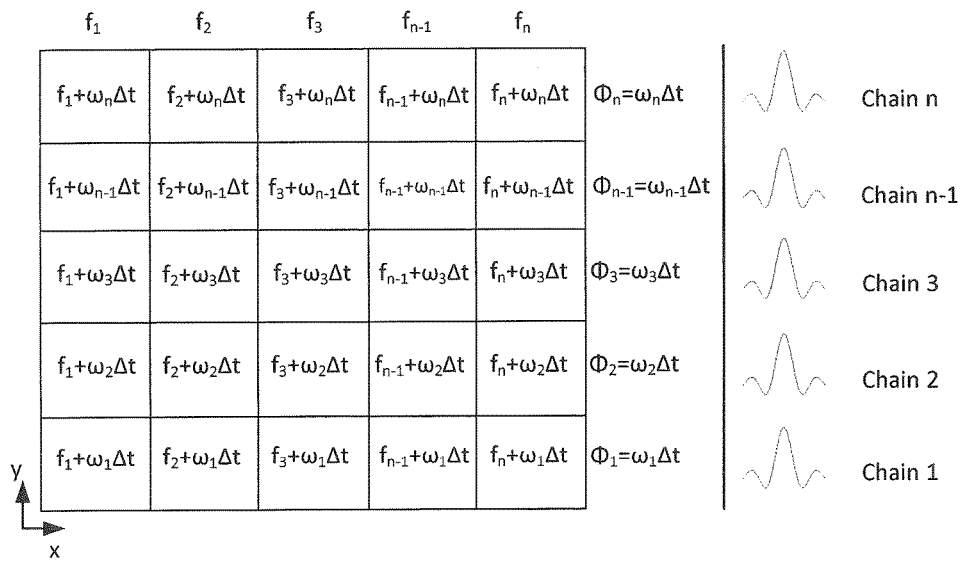 f₁ f₂ f₃ fₙ₋₁ fₙ
f₁+ωₙΔt f₂+ωₙΔt f₃+ωₙΔt fₙ₋₁+ωₙΔt fₙ+ωₙΔt Φₙ=ωₙΔt Chain n
f₁+ωₙ₋₁Δt f₂+ωₙ₋₁Δt f₃+ωₙ₋₁Δt fₙ₋₁+ωₙ₋₁Δt fₙ+ωₙ₋₁Δt Φₙ₋₁=ωₙ₋₁Δt Chain n-1
f₁+ω₃Δt f₂+ω₃Δt f₃+ω₃Δt fₙ₋₁+ω₃Δt fₙ+ω₃Δt Φ₃=ω₃Δt Chain 3
f₁+ω₂Δt f₂+ω₂Δt f₃+ω₂Δt fₙ₋₁+ω₂Δt fₙ+ω₂Δt Φ₂=ω₂Δt Chain 2
f₁+ω₁Δt f₂+ω₁Δt f₃+ω₁Δt fₙ₋₁+ω₁Δt fₙ+ω₁Δt Φ₁=ω₁Δt Chain 1
y
x